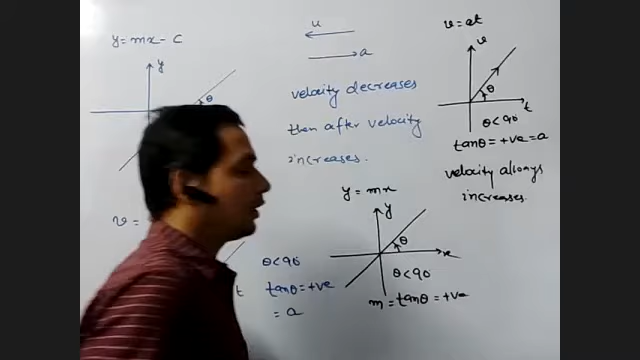 y = mx - c
y
θ
v =
t
θ < 90°
tanθ = +ve
= a
u
a
velocity decreases
then after velocity
increases.
y = mx
y
θ
x
θ < 90°
m = tanθ = +ve
v = at
v
θ
t
θ < 90°
tanθ = +ve = a
velocity always
increases.